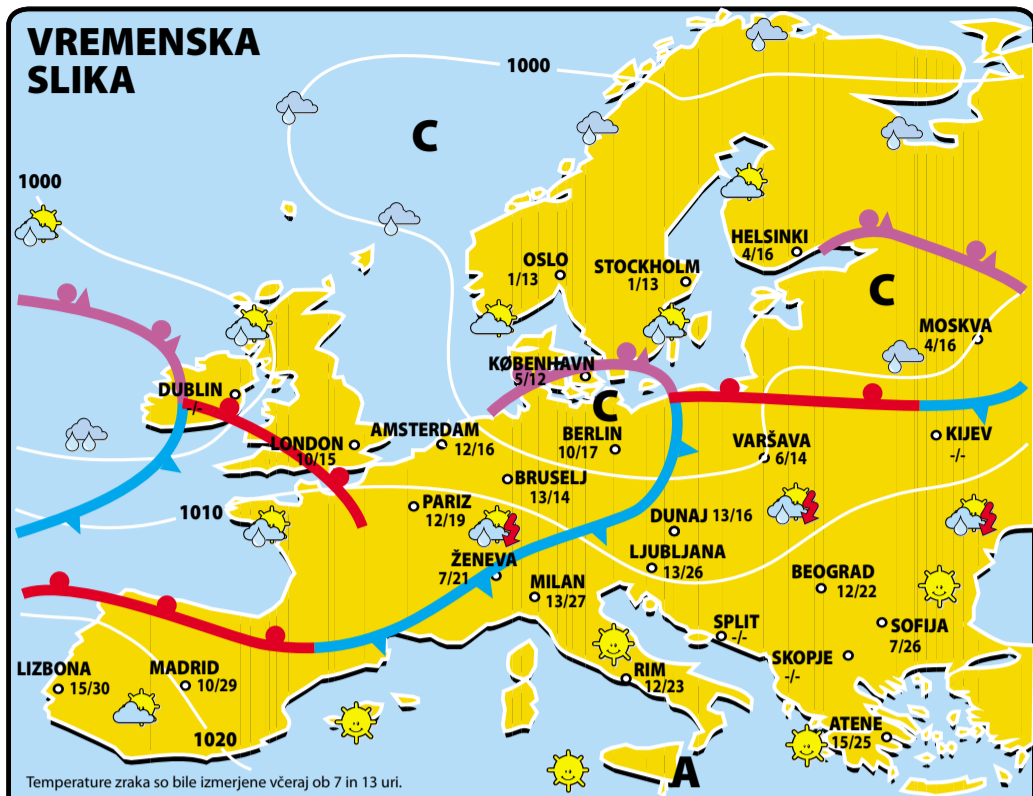 VREMENSKA
SLIKA
1000
C
1000
HELSINKI
4/16
OSLO
1/13
STOCKHOLM
1/13
C
MOSKVA
4/16
KØBENHAVN
5/12
DUBLIN
-/-
C
LONDON
10/15
AMSTERDAM
12/16
BERLIN
10/17
VARŠAVA
6/14
KIJEV
-/-
BRUSELJ
13/14
PARIZ
12/19
1010
DUNAJ 13/16
LJUBLJANA
13/26
ŽENEVA
7/21
MILAN
13/27
BEOGRAD
12/22
SPLIT
-/-
SOFIJA
7/26
SKOPJE
-/-
LIZBONA
15/30
MADRID
10/29
RIM
12/23
ATENE
15/25
1020
A
Temperature zraka so bile izmerjene včeraj ob 7 in 13 uri.